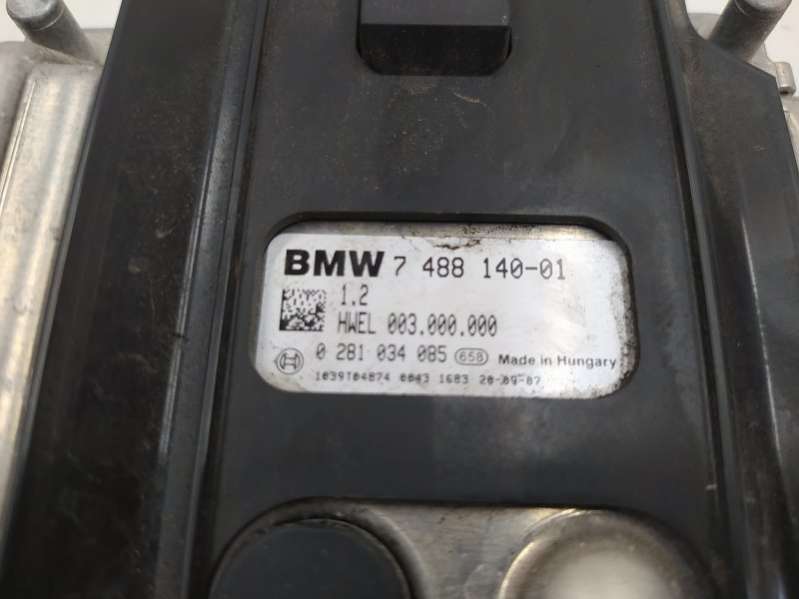 BMW 7 488 140-01
1.2
HWEL 003.000.000
0 281 034 085 658 Made in Hungary
1039T04874 0043 1683 20-09-07